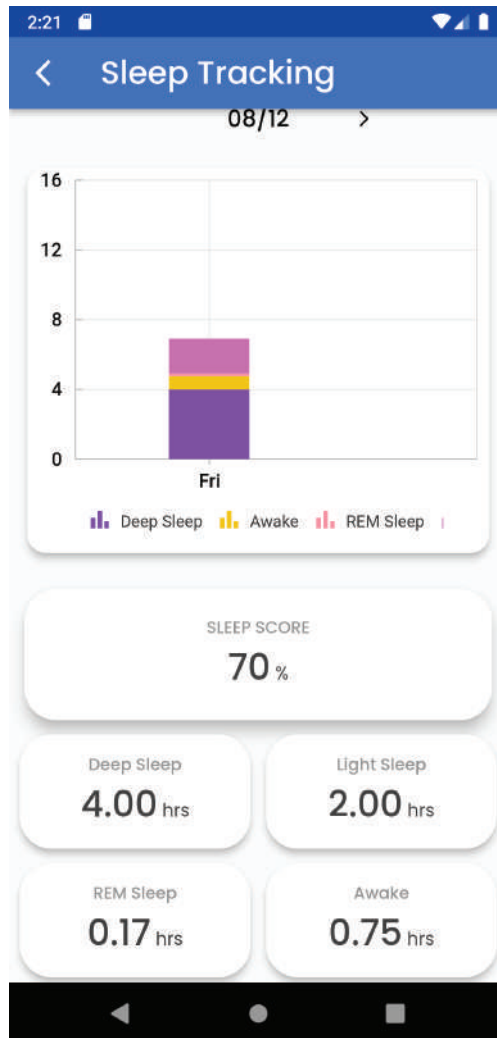 2:21
Sleep Tracking
08/12
16
12
8
4
0
Fri
Deep Sleep Awake REM Sleep
SLEEP SCORE
70 %
Deep Sleep Light Sleep
4.00 hrs 2.00 hrs
REM Sleep Awake
0.17 hrs 0.75 hrs